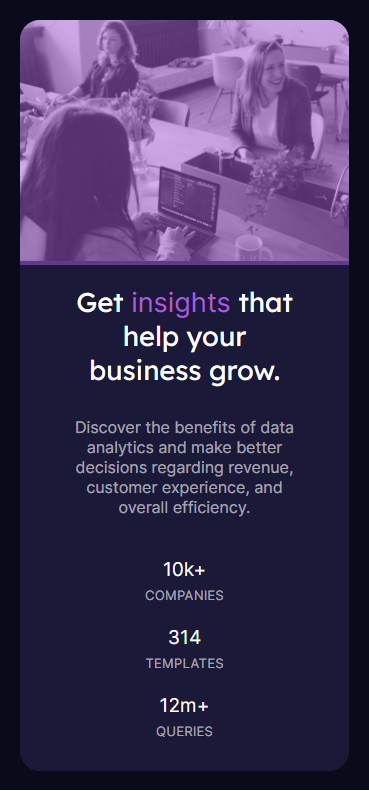 Get insights that
help your
business grow.
Discover the benefits of data
analytics and make better
decisions regarding revenue,
customer experience, and
overall efficiency.
10k+
COMPANIES
314
TEMPLATES
12m+
QUERIES